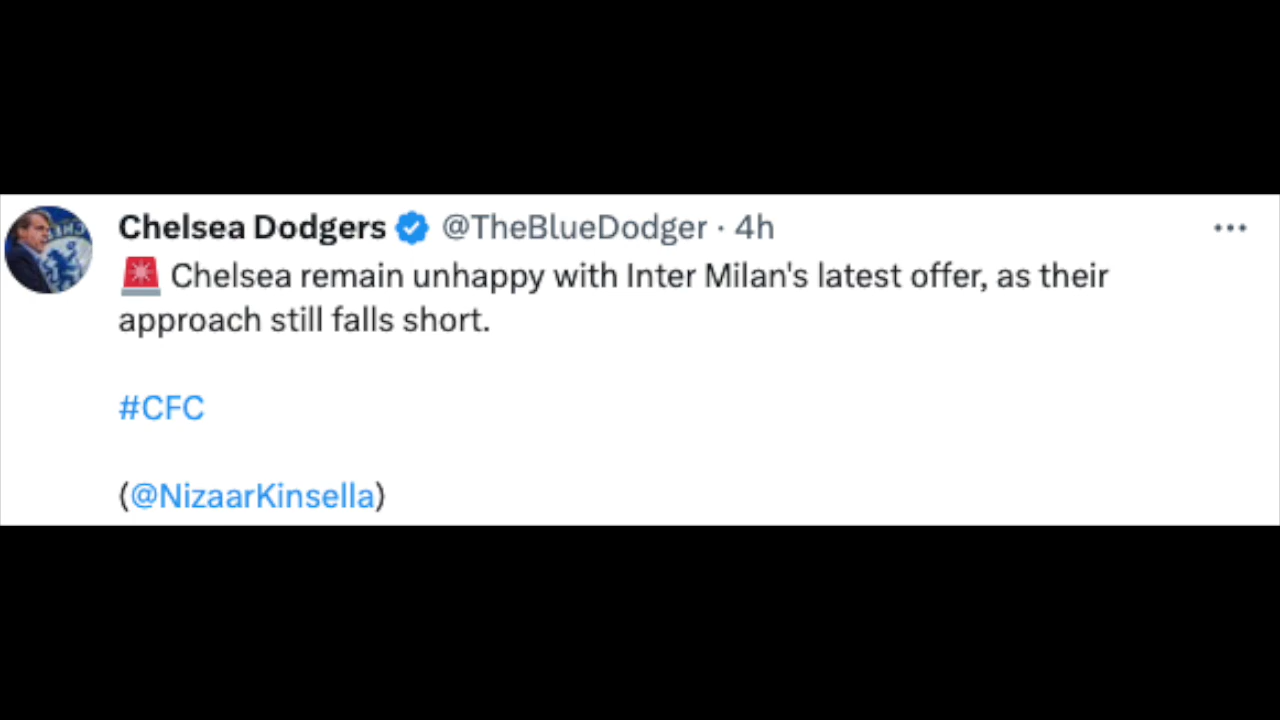 Chelsea Dodgers @TheBlueDodger · 4h
🚨 Chelsea remain unhappy with Inter Milan's latest offer, as their
approach still falls short.
#CFC
(@NizaarKinsella)